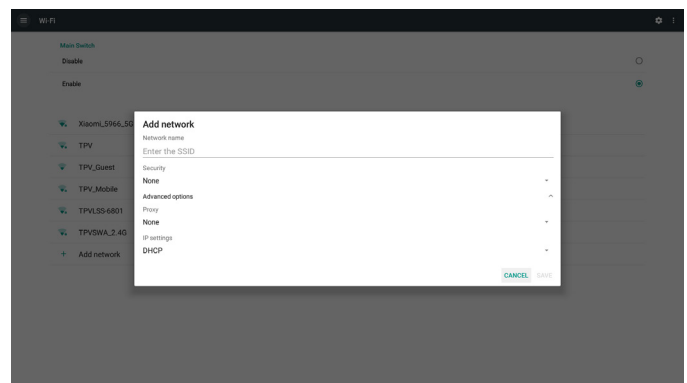 Wi-Fi
Main Switch
Disable
Enable
Xiaomi_5966_5G
TPV
TPV_Guest
TPV_Mobile
TPVLSS-6801
TPVSWA_2.4G
+ Add network
Add network
Network name
Enter the SSID
Security
None
Advanced options
Proxy
None
IP settings
DHCP
CANCEL SAVE